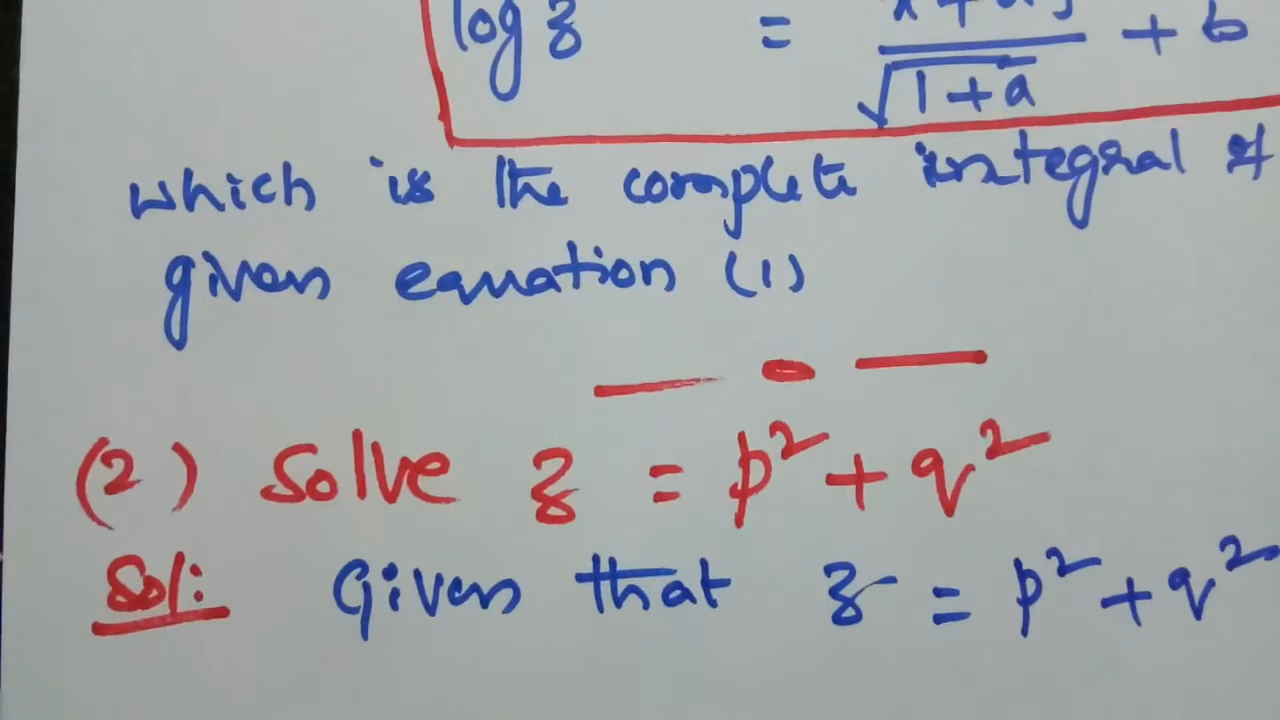 log z =        + b
√1+a
which is the complete integral of
given equation (1)
(2) Solve z = p² + q²
Sol: Given that z = p² + q²